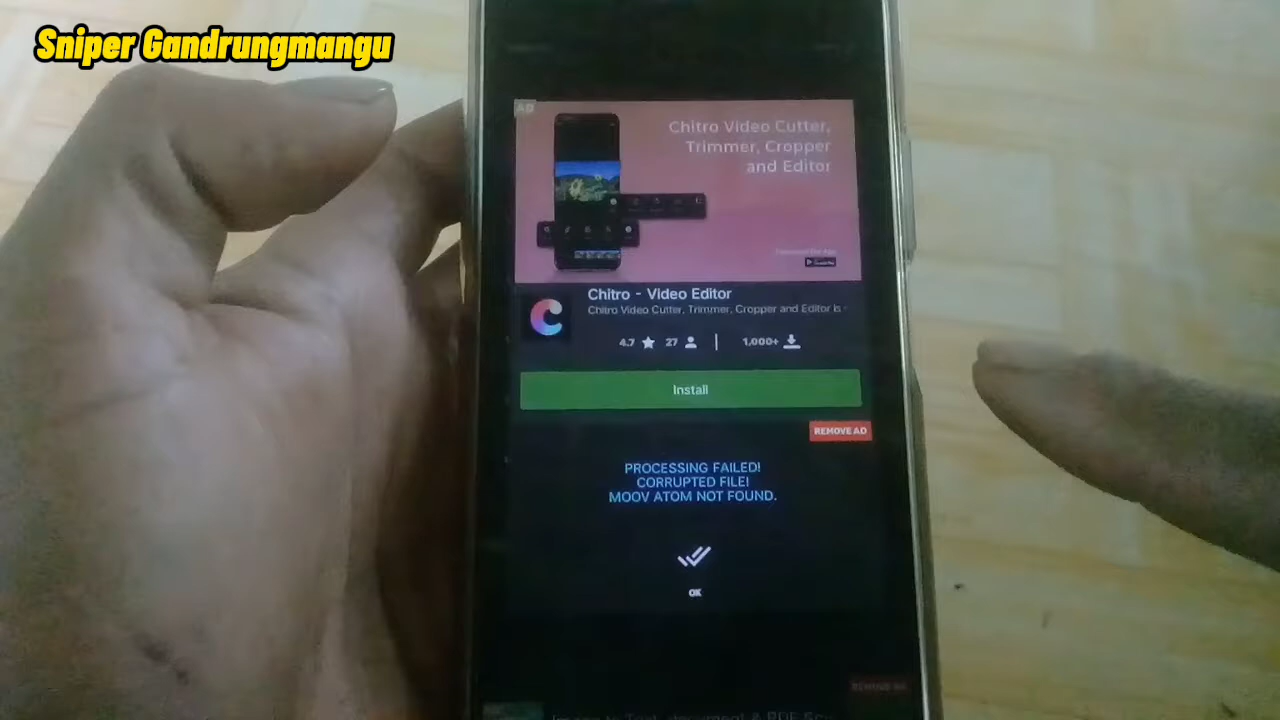 Sniper Gandrungmangu
AD
Chitro Video Cutter,
Trimmer, Cropper
and Editor
Chitro - Video Editor
Chitro Video Cutter, Trimmer, Cropper and Editor is
4.7 27 1,000+
Install
REMOVE AD
PROCESSING FAILED!
CORRUPTED FILE!
MOOV ATOM NOT FOUND.
OK
REMOVE AD